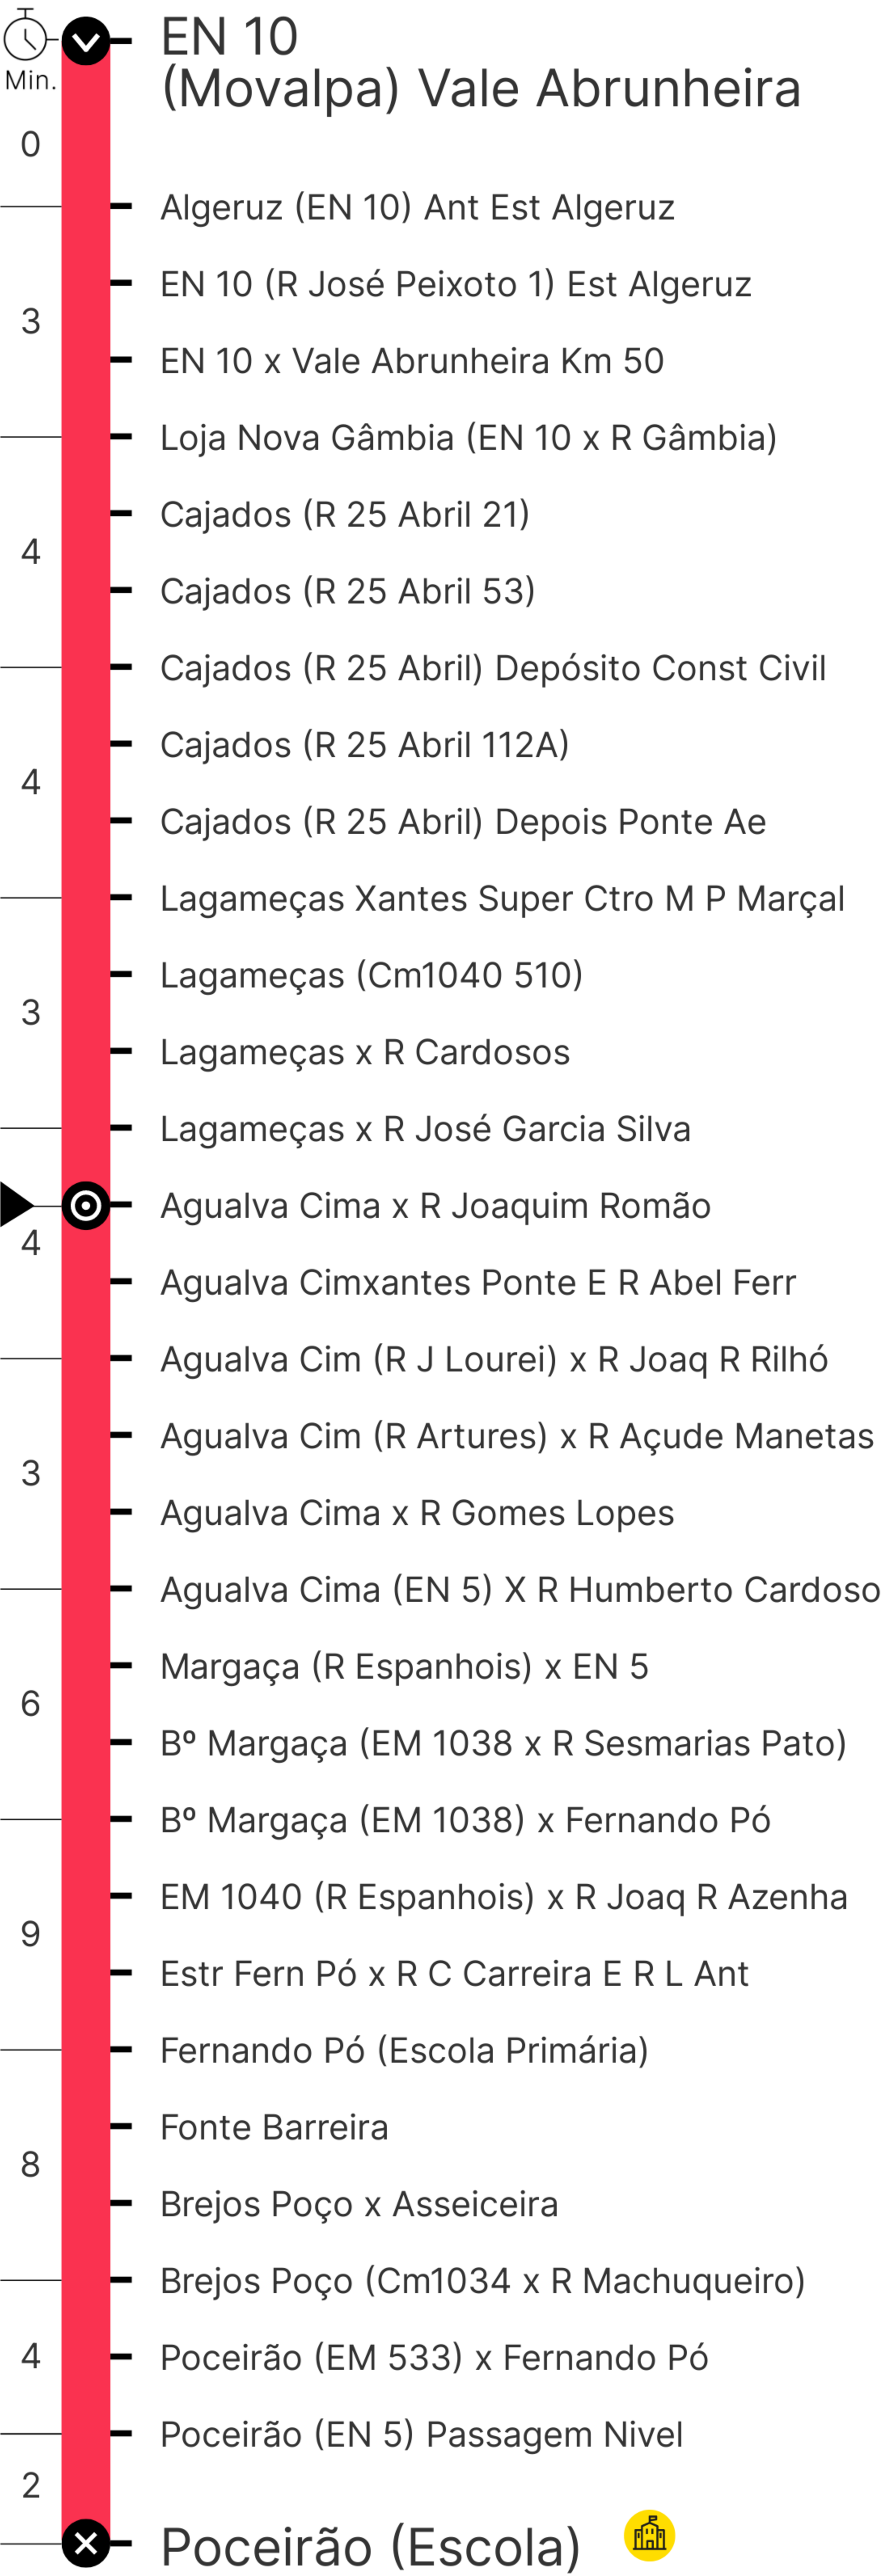 EN 10
(Movalpa) Vale Abrunheira
Min.
0
Algeruz (EN 10) Ant Est Algeruz
EN 10 (R José Peixoto 1) Est Algeruz
3
EN 10 x Vale Abrunheira Km 50
Loja Nova Gâmbia (EN 10 x R Gâmbia)
Cajados (R 25 Abril 21)
4
Cajados (R 25 Abril 53)
Cajados (R 25 Abril) Depósito Const Civil
Cajados (R 25 Abril 112A)
4
Cajados (R 25 Abril) Depois Ponte Ae
Lagameças Xantes Super Ctro M P Marçal
Lagameças (Cm1040 510)
3
Lagameças x R Cardosos
Lagameças x R José Garcia Silva
Agualva Cima x R Joaquim Romão
4
Agualva Cimxantes Ponte E R Abel Ferr
Agualva Cim (R J Lourei) x R Joaq R Rilhó
Agualva Cim (R Artures) x R Açude Manetas
3
Agualva Cima x R Gomes Lopes
Agualva Cima (EN 5) X R Humberto Cardoso
Margaça (R Espanhois) x EN 5
6
Bº Margaça (EM 1038 x R Sesmarias Pato)
Bº Margaça (EM 1038) x Fernando Pó
EM 1040 (R Espanhois) x R Joaq R Azenha
9
Estr Fern Pó x R C Carreira E R L Ant
Fernando Pó (Escola Primária)
Fonte Barreira
8
Brejos Poço x Asseiceira
Brejos Poço (Cm1034 x R Machuqueiro)
4
Poceirão (EM 533) x Fernando Pó
Poceirão (EN 5) Passagem Nivel
2
Poceirão (Escola)